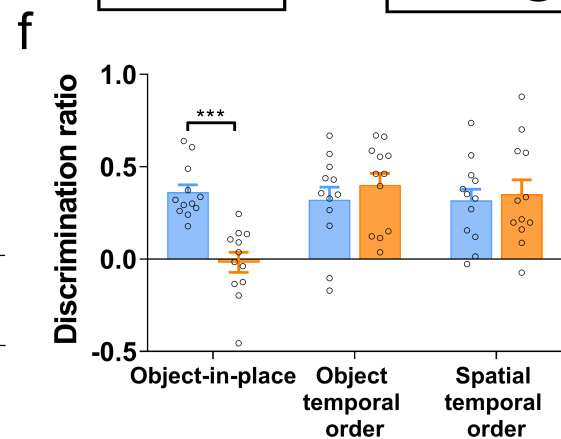 f
Discrimination ratio
1.0
0.5
0.0
-0.5
***
Object-in-place
Object
temporal
order
Spatial
temporal
order